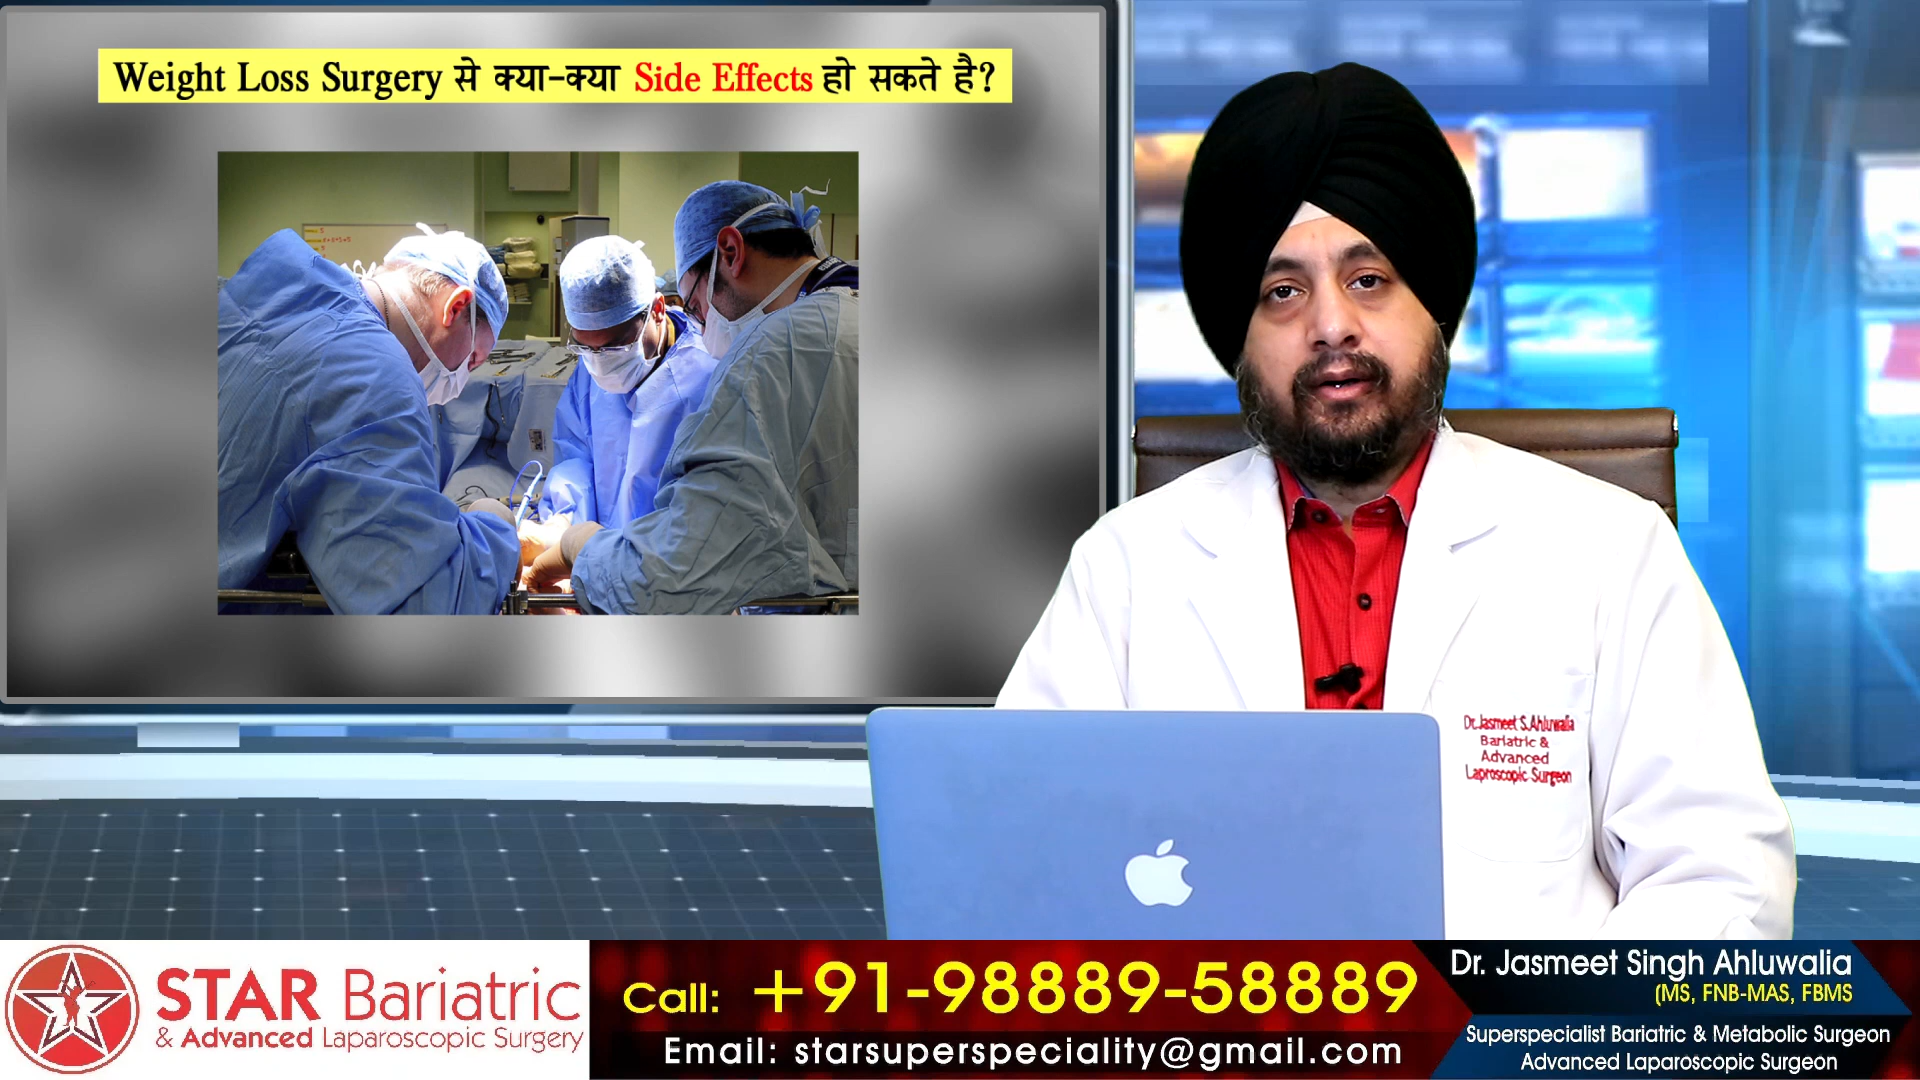 Weight Loss Surgery से क्या-क्या Side Effects हो सकते है?
Dr.Jasmeet S.Ahluwalia
Bariatric &
Advanced
Laproscopic Surgeon
STAR Bariatric
& Advanced Laparoscopic Surgery
Call: +91-98889-58889
Email: starsuperspeciality@gmail.com
Dr. Jasmeet Singh Ahluwalia
(MS, FNB-MAS, FBMS
Superspecialist Bariatric & Metabolic Surgeon
Advanced Laparoscopic Surgeon